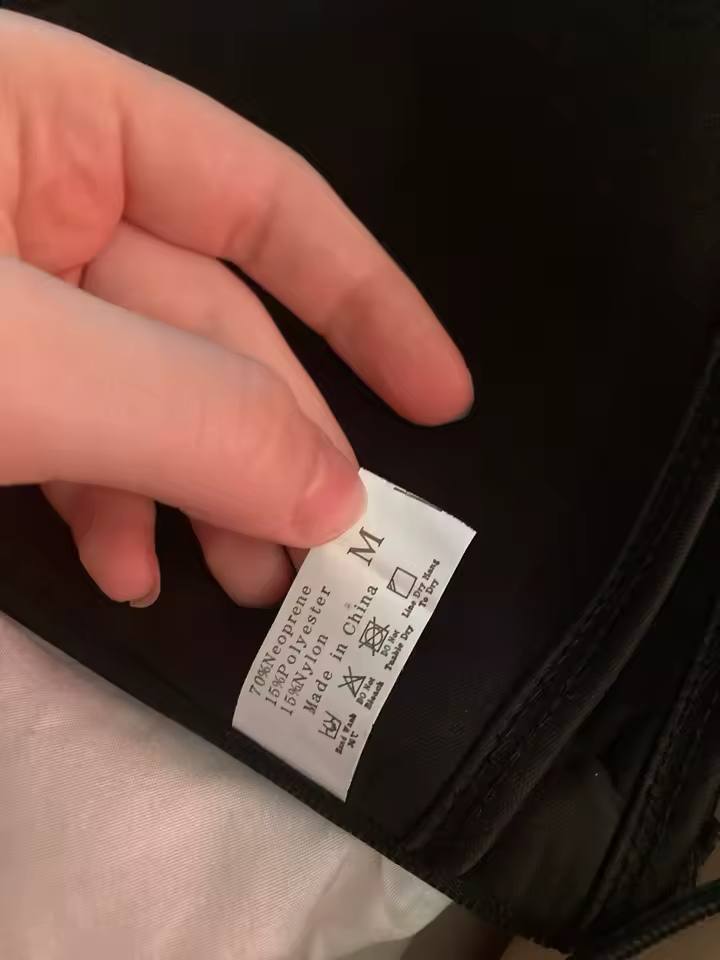 M
70%Neoprene
15%Polyester
15%Nylon
Made in China
Line Dry Hang
To Dry
DO Not
Tumble Dry
DO Not
Bleach
Hand Wash